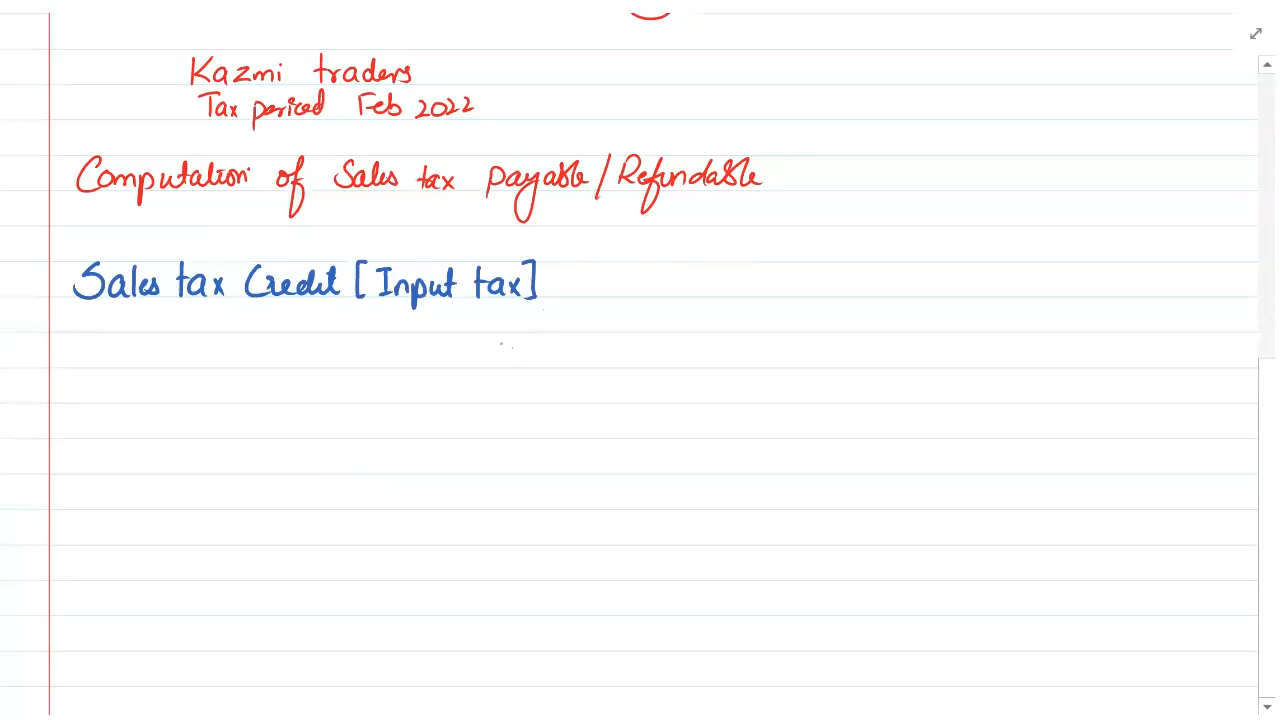 Kazmi traders
Tax period Feb 2022
Computation of Sales tax payable/Refundable
Sales tax Credit [Input tax]